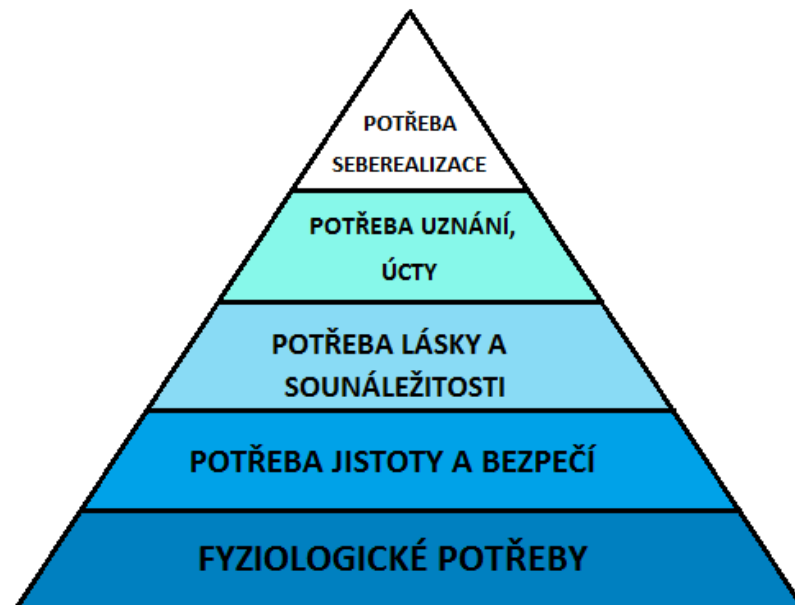 POTŘEBA
SEBEREALIZACE
POTŘEBA UZNÁNÍ,
ÚCTY
POTŘEBA LÁSKY A
SOUNÁLEŽITOSTI
POTŘEBA JISTOTY A BEZPEČÍ
FYZIOLOGICKÉ POTŘEBY